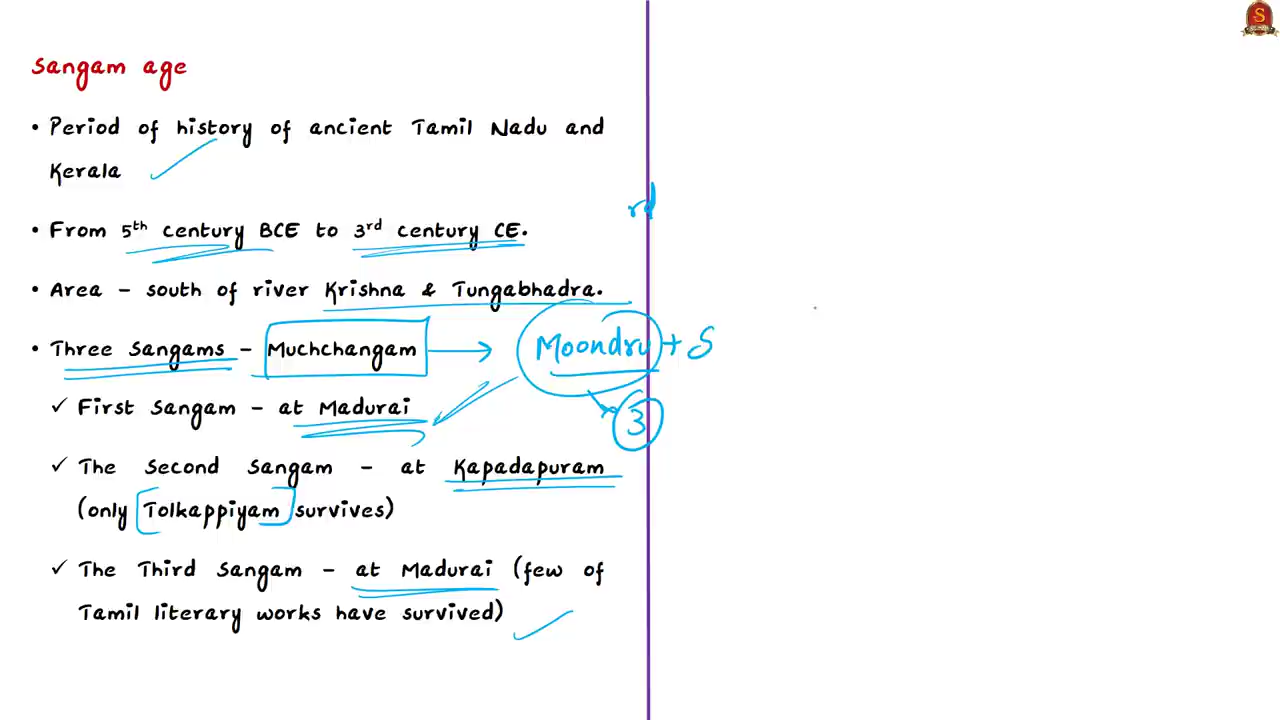 Sangam age
• Period of history of ancient Tamil Nadu and
Kerala
rd
• From 5th century BCE to 3rd century CE.
• Area – south of river Krishna & Tungabhadra.
• Three Sangams – Muchchangam Moondru + S
✓ First Sangam – at Madurai
3
✓ The Second Sangam – at Kapadapuram
(only Tolkappiyam survives)
✓ The Third Sangam – at Madurai (few of
Tamil literary works have survived)
S